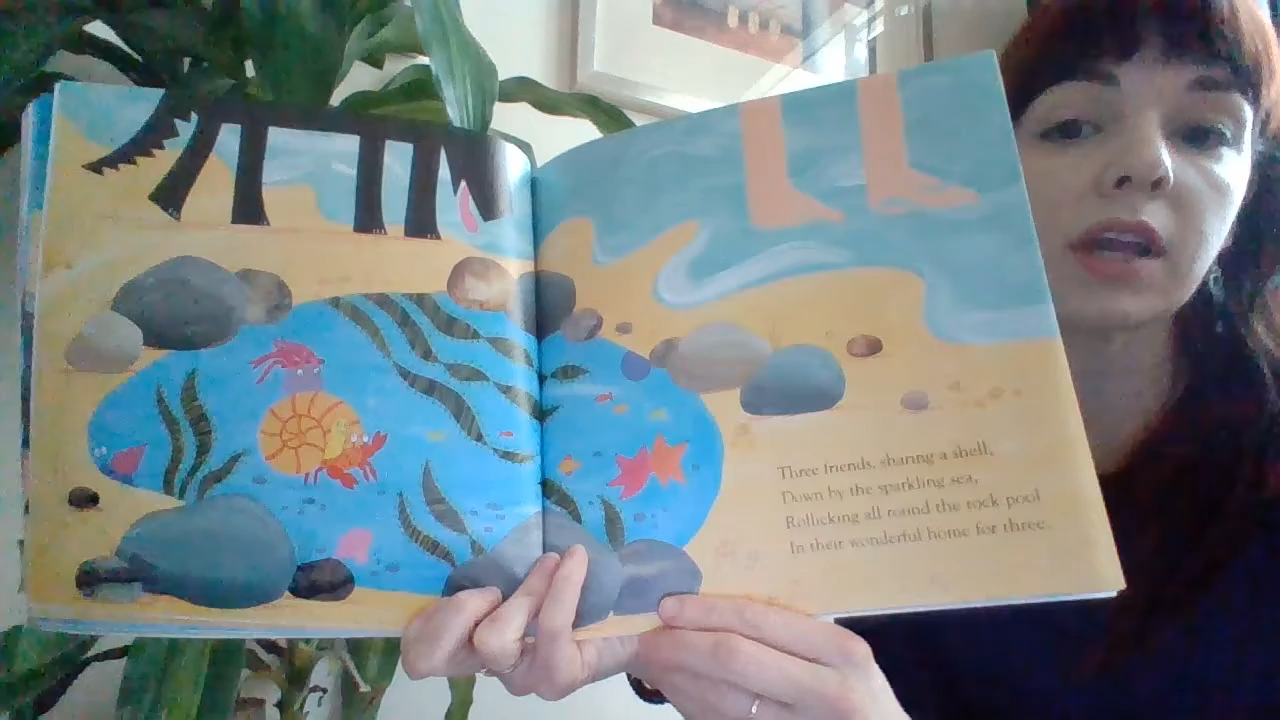 Three friends, sharing a shell,
Down by the sparkling sea,
Rollicking all round the rock pool
In their wonderful home for three.